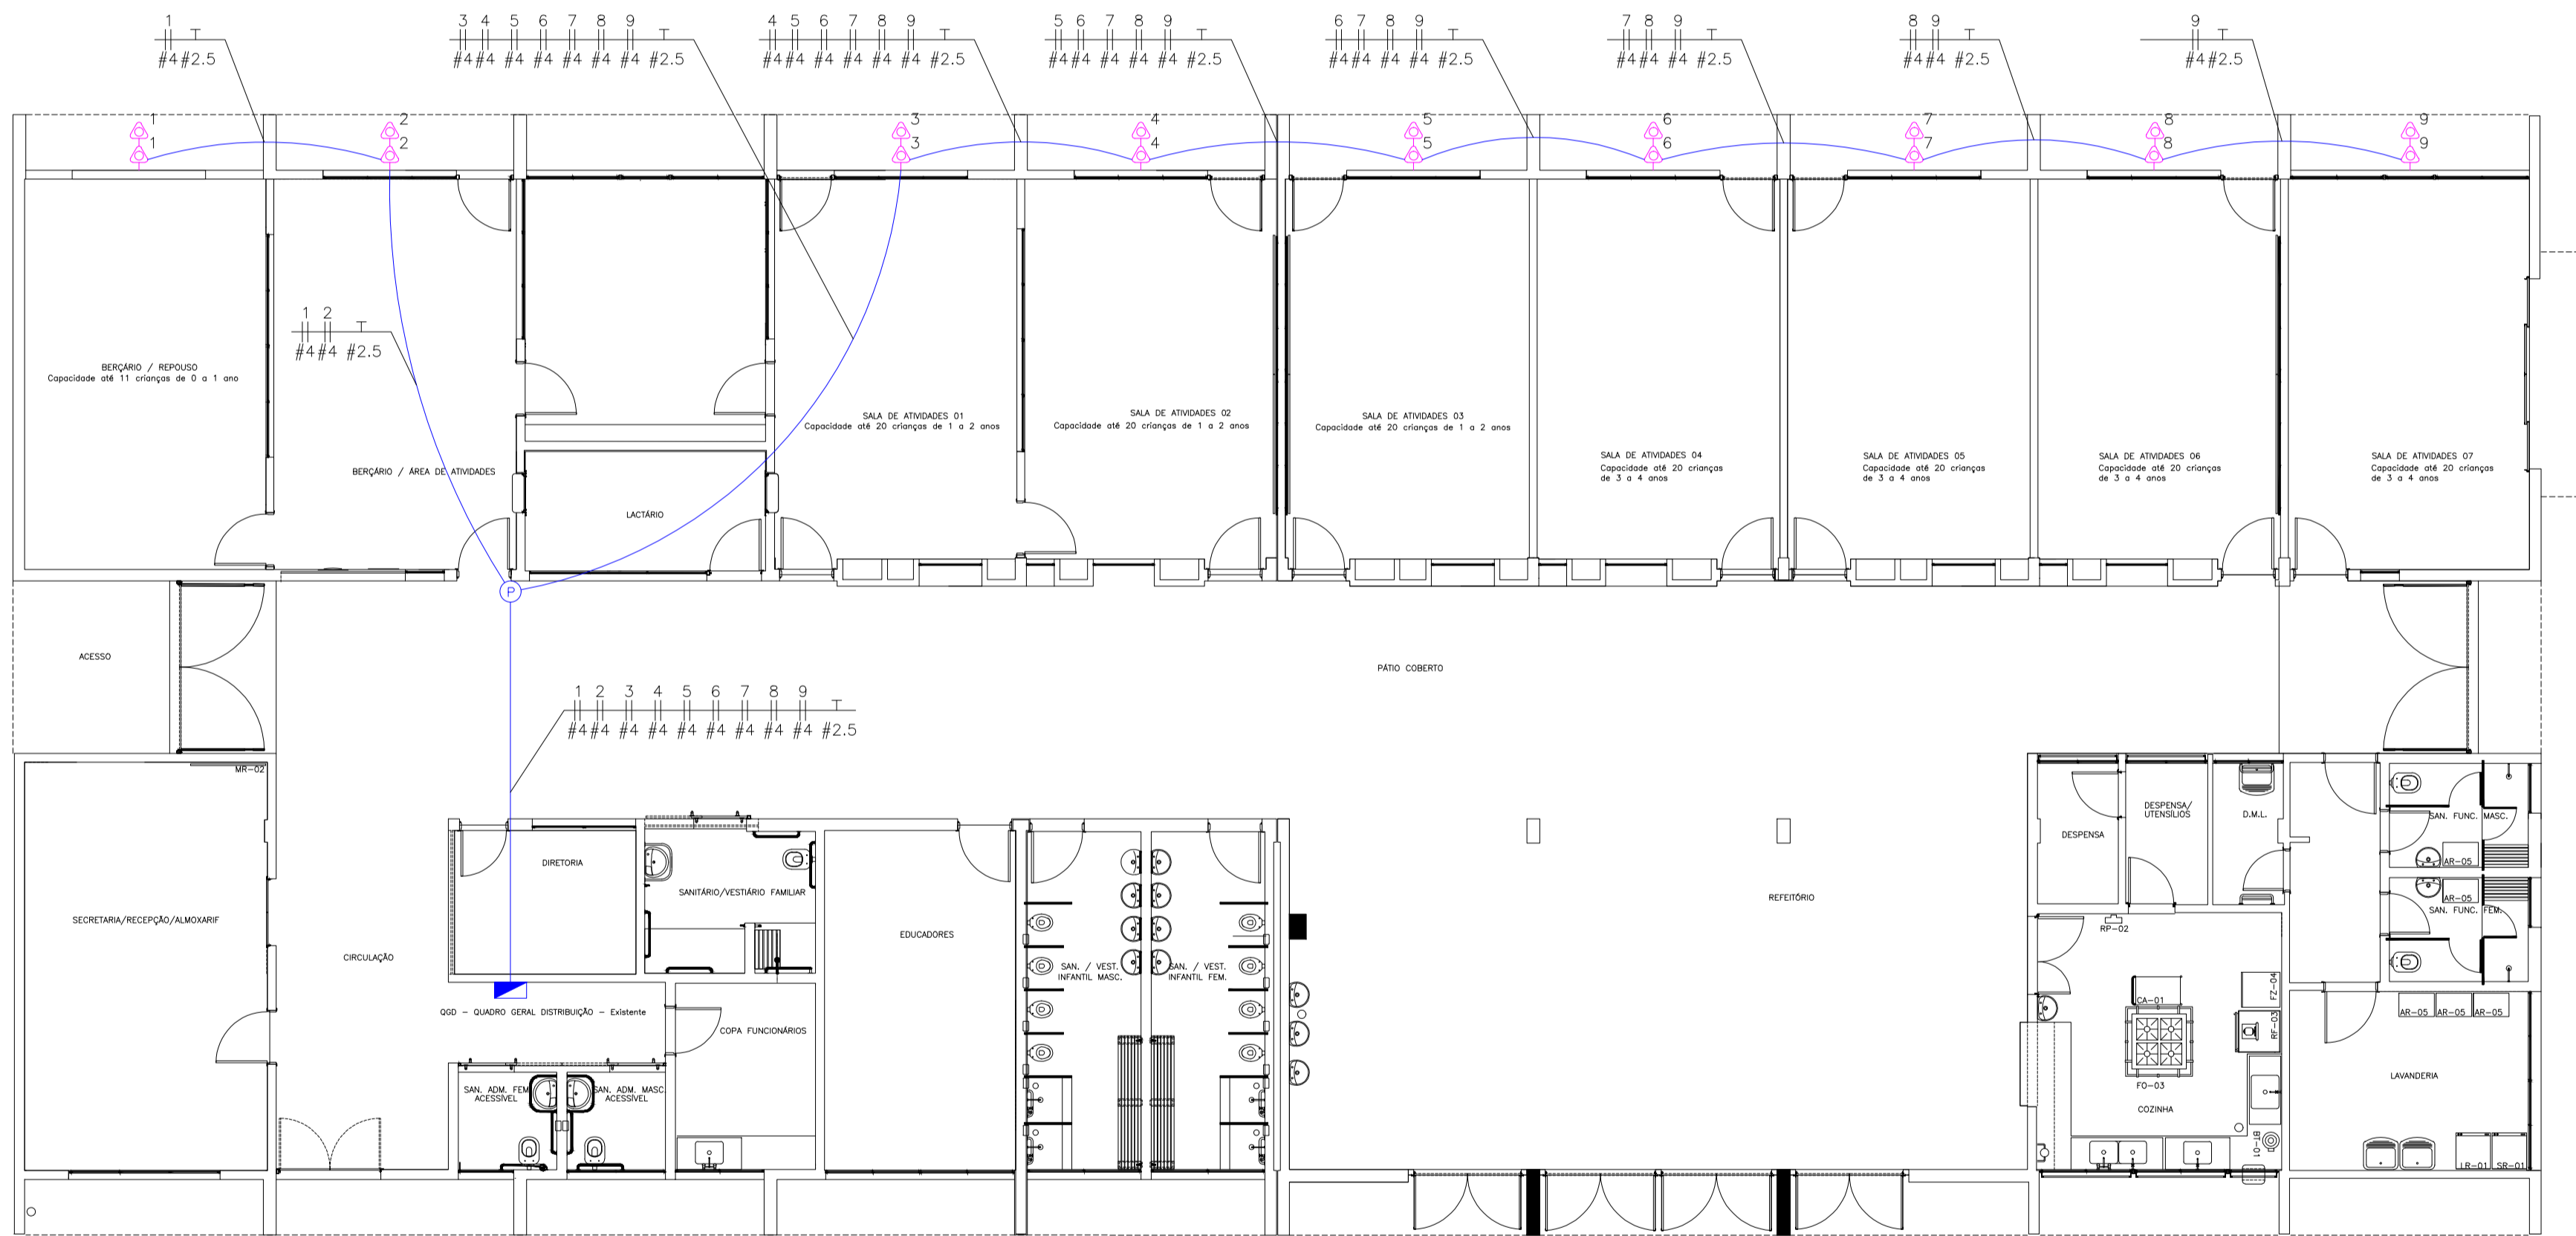 1 T
#4 #2.5
3 4 5 6 7 8 9 T
#4 #4 #4 #4 #4 #4 #4 #2.5
4 5 6 7 8 9 T
#4 #4 #4 #4 #4 #4 #2.5
5 6 7 8 9 T
#4 #4 #4 #4 #4 #2.5
6 7 8 9 T
#4 #4 #4 #4 #2.5
7 8 9 T
#4 #4 #4 #2.5
8 9 T
#4 #4 #2.5
9 T
#4 #2.5
1 2 3 4 5 6 7 8 9
1 2 3 4 5 6 7 8 9
1 2 T
#4 #4 #2.5
BERÇÁRIO / REPOUSO
Capacidade até 11 crianças de 0 a 1 ano
BERÇÁRIO / ÁREA DE ATIVIDADES
LACTÁRIO
SALA DE ATIVIDADES 01
Capacidade até 20 crianças de 1 a 2 anos
SALA DE ATIVIDADES 02
Capacidade até 20 crianças de 1 a 2 anos
SALA DE ATIVIDADES 03
Capacidade até 20 crianças de 1 a 2 anos
SALA DE ATIVIDADES 04
Capacidade até 20 crianças
de 3 a 4 anos
SALA DE ATIVIDADES 05
Capacidade até 20 crianças
de 3 a 4 anos
SALA DE ATIVIDADES 06
Capacidade até 20 crianças
de 3 a 4 anos
SALA DE ATIVIDADES 07
Capacidade até 20 crianças
de 3 a 4 anos
P
ACESSO
PÁTIO COBERTO
1 2 3 4 5 6 7 8 9 T
#4 #4 #4 #4 #4 #4 #4 #4 #4 #2.5
MR-02
SECRETARIA/RECEPÇÃO/ALMOXARIF
CIRCULAÇÃO
DIRETORIA
SANITÁRIO/VESTIÁRIO FAMILIAR
EDUCADORES
SAN. / VEST.
INFANTIL MASC.
SAN. / VEST.
INFANTIL FEM.
REFEITÓRIO
DESPENSA
DESPENSA/
UTENSÍLIOS
D.M.L.
SAN. FUNC. MASC.
AR-05
AR-05
SAN. FUNC. FEM.
RP-02
CA-01
FZ-04
RF-03
FO-03
COZINHA
BT-01
AR-05 AR-05 AR-05
LAVANDERIA
LR-01 SR-01
QGD - QUADRO GERAL DISTRIBUIÇÃO - Existente
COPA FUNCIONÁRIOS
SAN. ADM. FEM.
ACESSÍVEL
SAN. ADM. MASC.
ACESSÍVEL